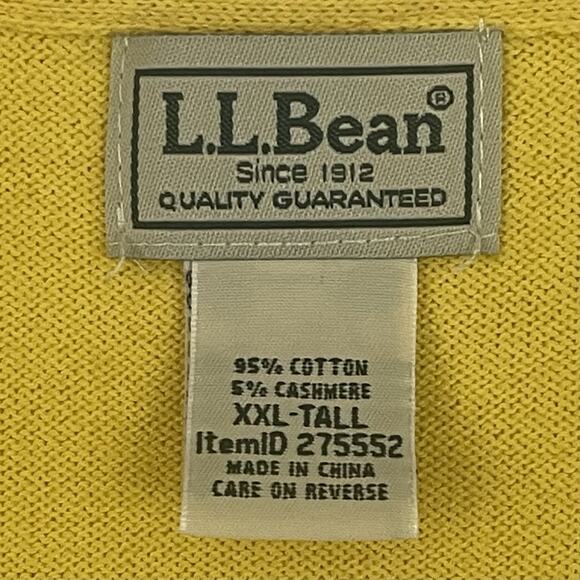 L.L.Bean®
Since 1912
QUALITY GUARANTEED
95% COTTON
5% CASHMERE
XXL-TALL
ItemID 275552
MADE IN CHINA
CARE ON REVERSE